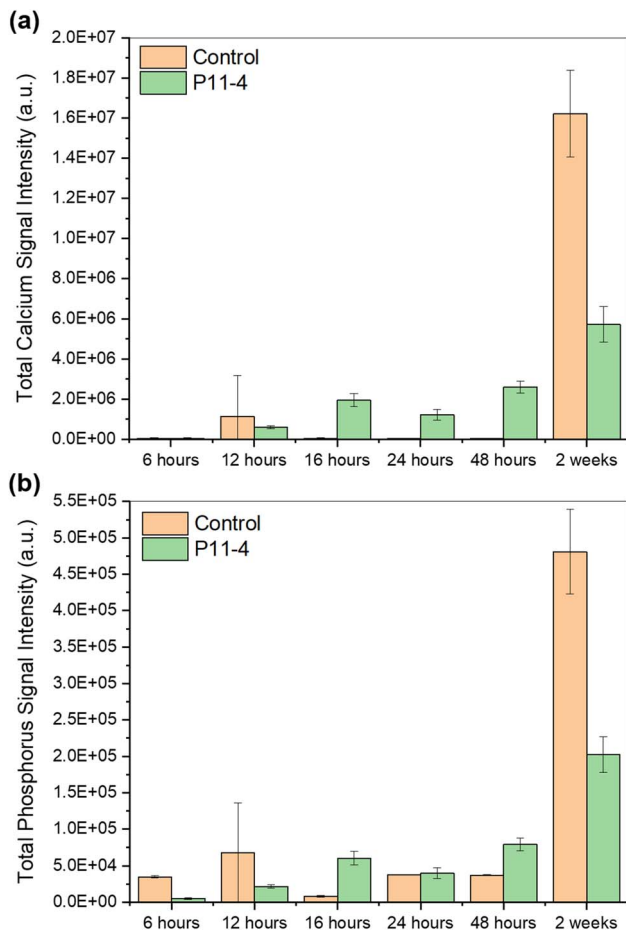 (a)
Total Calcium Signal Intensity (a.u.)
2.0E+07
1.8E+07
1.6E+07
1.4E+07
1.2E+07
1.0E+07
8.0E+06
6.0E+06
4.0E+06
2.0E+06
0.0E+00
Control
P11-4
6 hours 12 hours 16 hours 24 hours 48 hours 2 weeks
(b)
Total Phosphorus Signal Intensity (a.u.)
5.5E+05
5.0E+05
4.5E+05
4.0E+05
3.5E+05
3.0E+05
2.5E+05
2.0E+05
1.5E+05
1.0E+05
5.0E+04
0.0E+00
Control
P11-4
6 hours 12 hours 16 hours 24 hours 48 hours 2 weeks